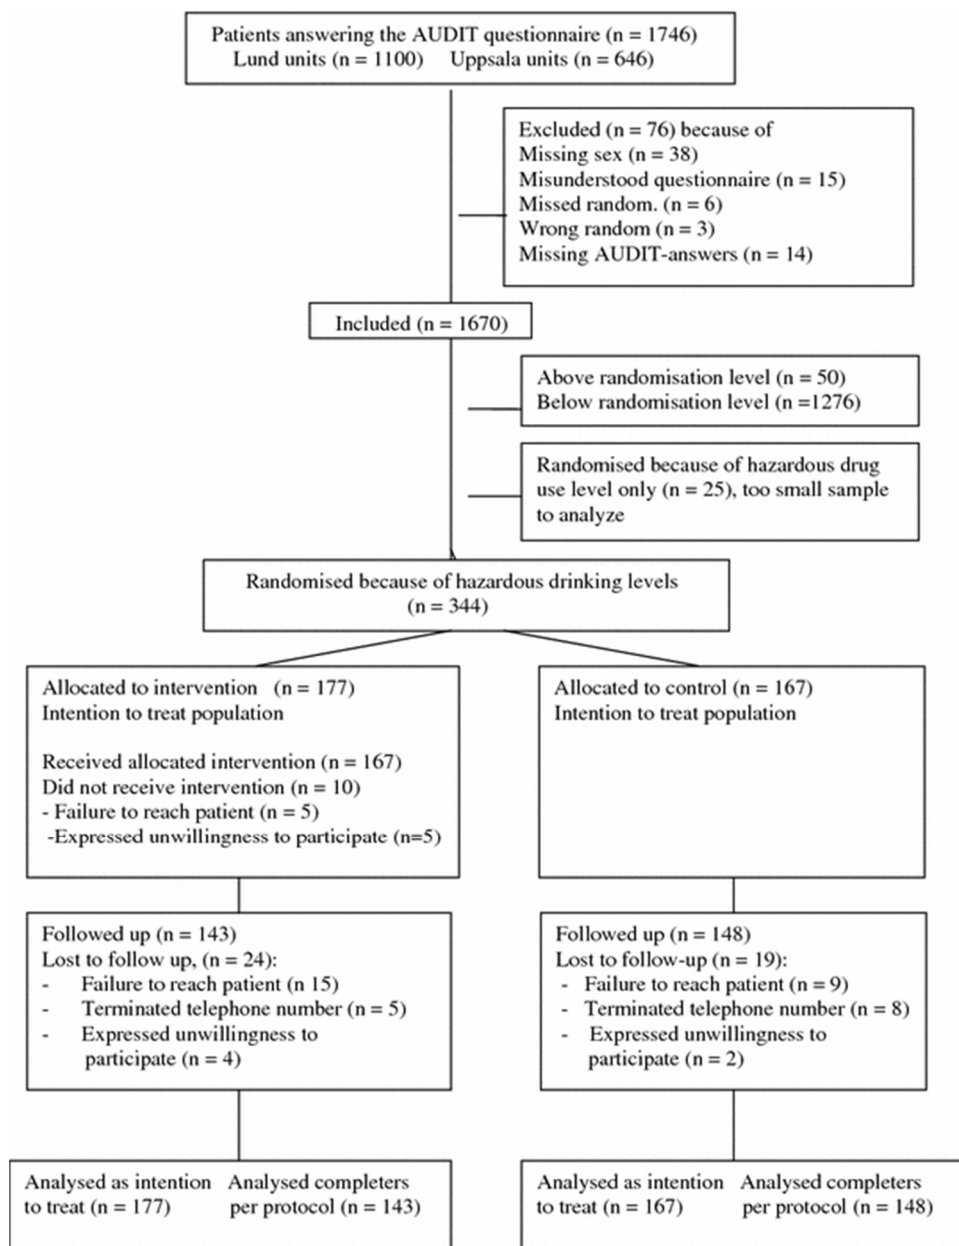 Patients answering the AUDIT questionnaire (n = 1746)
Lund units (n = 1100) Uppsala units (n = 646)
Excluded (n = 76) because of
Missing sex (n = 38)
Misunderstood questionnaire (n = 15)
Missed random. (n = 6)
Wrong random (n = 3)
Missing AUDIT-answers (n = 14)
Included (n = 1670)
Above randomisation level (n = 50)
Below randomisation level (n =1276)
Randomised because of hazardous drug
use level only (n = 25), too small sample
to analyze
Randomised because of hazardous drinking levels
(n = 344)
Allocated to intervention (n = 177)
Intention to treat population
Received allocated intervention (n = 167)
Did not receive intervention (n = 10)
- Failure to reach patient (n = 5)
-Expressed unwillingness to participate (n=5)
Allocated to control (n = 167)
Intention to treat population
Followed up (n = 143)
Lost to follow up, (n = 24):
- Failure to reach patient (n 15)
- Terminated telephone number (n = 5)
- Expressed unwillingness to
participate (n = 4)
Followed up (n = 148)
Lost to follow-up (n = 19):
- Failure to reach patient (n = 9)
- Terminated telephone number (n = 8)
- Expressed unwillingness to
participate (n = 2)
Analysed as intention
to treat (n = 177)
Analysed completers
per protocol (n = 143)
Analysed as intention
to treat (n = 167)
Analysed completers
per protocol (n = 148)